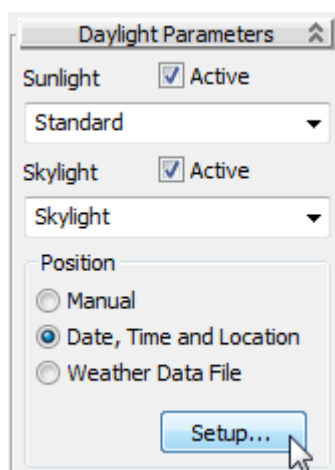 Daylight Parameters
Sunlight Active
Standard
Skylight Active
Skylight
Position
Manual
Date, Time and Location
Weather Data File
Setup...